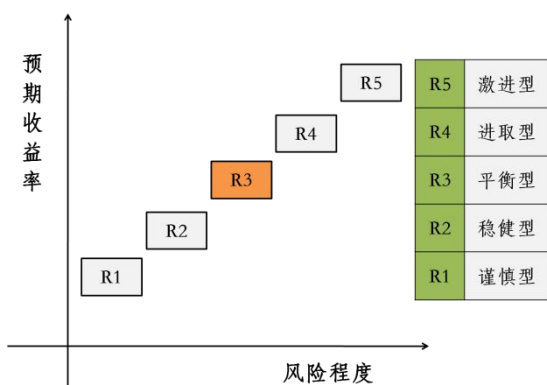 预期收益率
R5
R4
R3
R2
R1
风险程度
R5 激进型
R4 进取型
R3 平衡型
R2 稳健型
R1 谨慎型